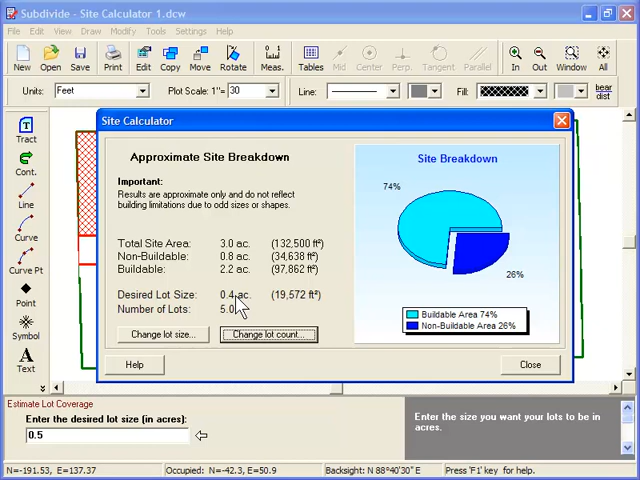 Subdivide - Site Calculator 1.dcw
File Edit View Draw Modify Tools Settings Help
New Open Save Print Edit Copy Move Rotate Meas. Tables Mid Center Perp. Tangent Parallel In Out Window All
Units: Feet Plot Scale: 1"= 30 Line: Fill: bear dist
Tract
Cont.
Line
Curve
Curve Pt
Point
Symbol
Text
Site Calculator
Approximate Site Breakdown
Important:
Results are approximate only and do not reflect
building limitations due to odd sizes or shapes.
Total Site Area: 3.0 ac. (132,500 ft²)
Non-Buildable: 0.8 ac. (34,638 ft²)
Buildable: 2.2 ac. (97,862 ft²)
Desired Lot Size: 0.4 ac. (19,572 ft²)
Number of Lots: 5.0
Change lot size... Change lot count...
Help Close
Site Breakdown
74%
26%
Buildable Area 74%
Non-Buildable Area 26%
Estimate Lot Coverage
Enter the desired lot size (in acres)
0.5
Enter the size you want your lots to be in
acres.
N=-191.53, E=137.37 Occupied: N=-42.3, E=50.9 Backsight: N 88°40'30" E Press 'F1' key for help.